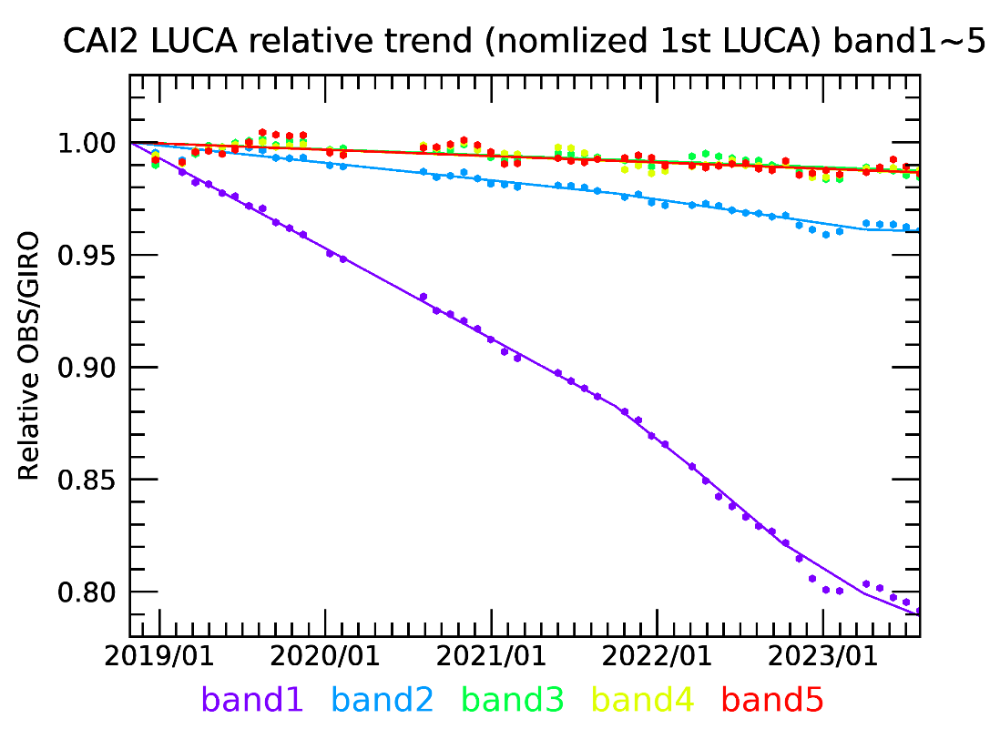 CAI2 LUCA relative trend (nomlized 1st LUCA) band1~5
Relative OBS/GIRO
1.00
0.95
0.90
0.85
0.80
2019/01 2020/01 2021/01 2022/01 2023/01
band1 band2 band3 band4 band5